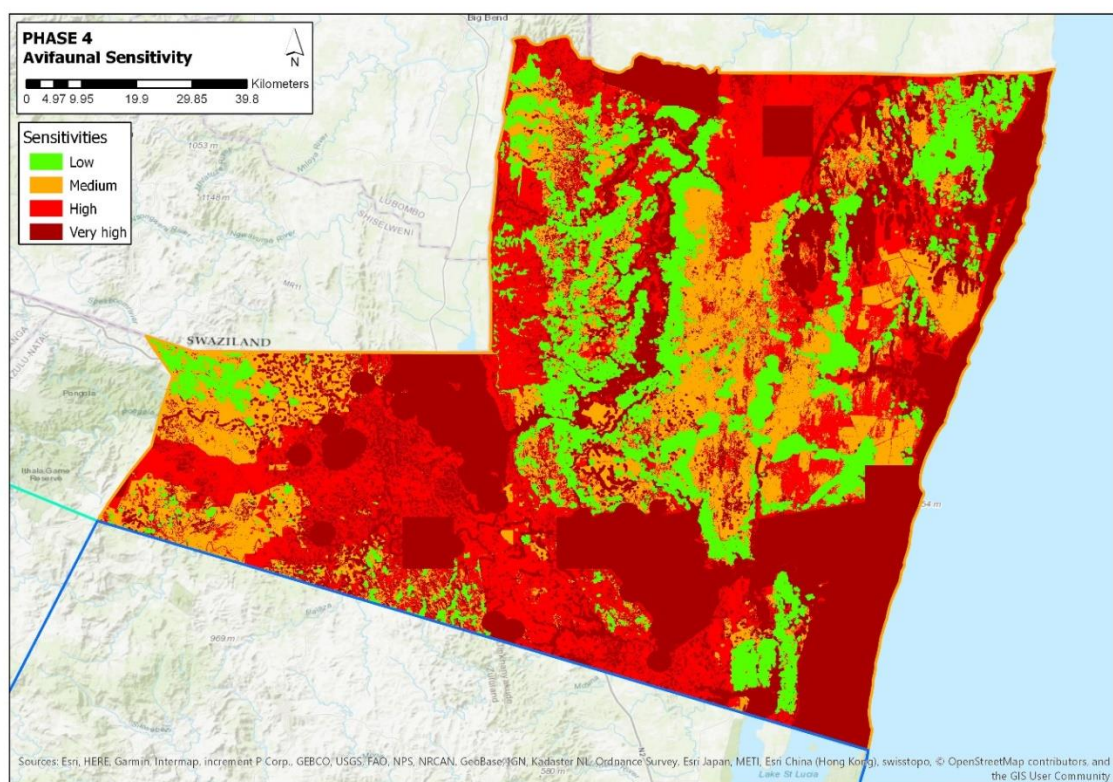 Big Bend
PHASE 4
Avifaunal Sensitivity
N
Kilometers
0 4.97 9.95 19.9 29.85 39.8
Sensitivities
Low
Medium
High
Very high
1053 m
1148 m
LUBOMBO
SHISELWENI
MR11
SWAZILAND
Pongola
Ithala Game
Reserve
969 m
N2
560 m
Lake St Lucia
Sources: Esri, HERE, Garmin, Intermap, increment P Corp., GEBCO, USGS, FAO, NPS, NRCAN, GeoBase, IGN, Kadaster NL, Ordnance Survey, Esri Japan, METI, Esri China (Hong Kong), swisstopo, © OpenStreetMap contributors, and
the GIS User Community